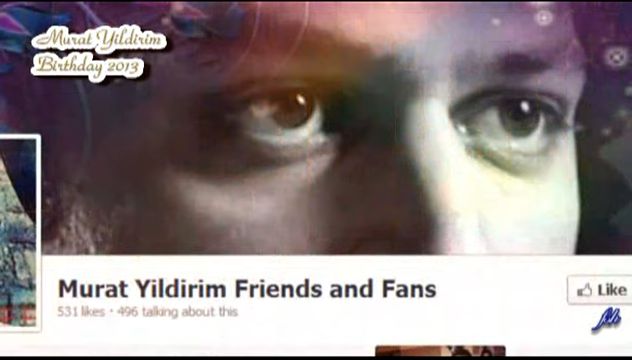 Murat Yildirim
Birthday 2013
Murat Yildirim Friends and Fans
Like
531 likes · 496 talking about this